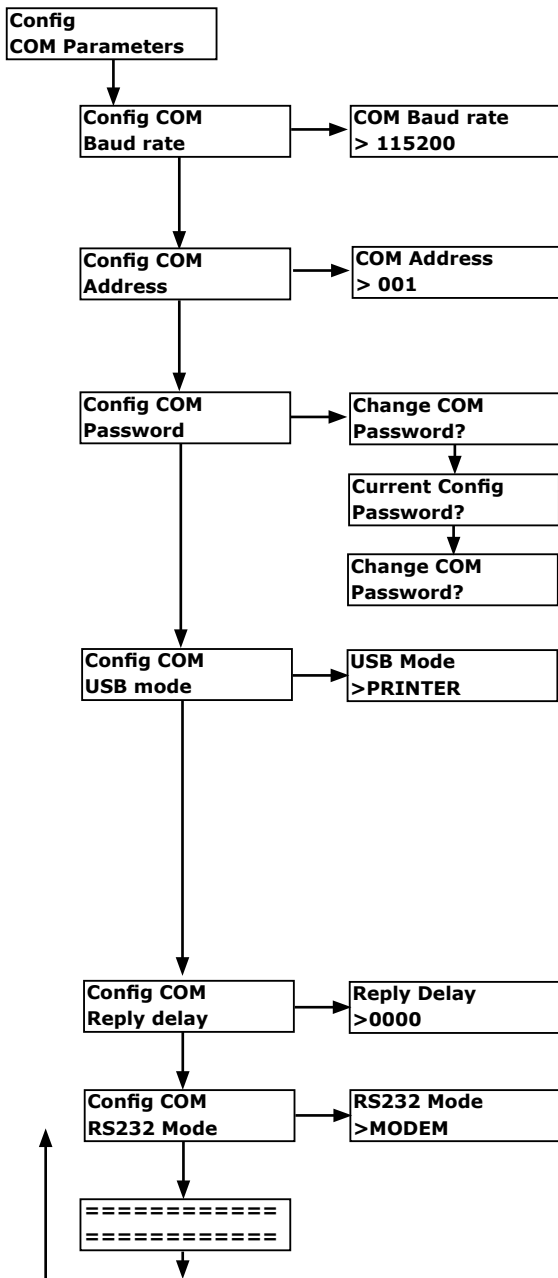 Config
COM Parameters
Config COM
Baud rate
COM Baud rate
> 115200
Config COM
Address
COM Address
> 001
Config COM
Password
Change COM
Password?
Current Config
Password?
Change COM
Password?
Config COM
USB mode
USB Mode
>PRINTER
Config COM
Reply delay
Reply Delay
>0000
Config COM
RS232 Mode
RS232 Mode
>MODEM
============
============